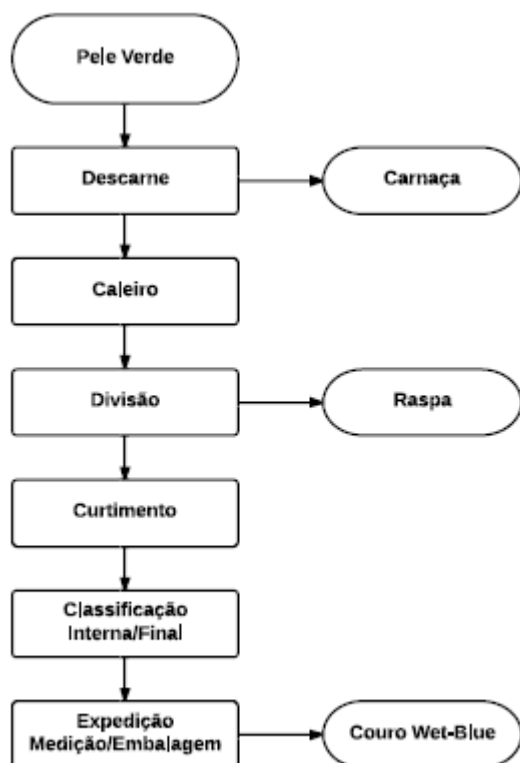 Pele Verde
Descarne
Carnaça
Caleiro
Divisão
Raspa
Curtimento
Classificação
Interna/Final
Expedição
Medição/Embalagem
Couro Wet-Blue